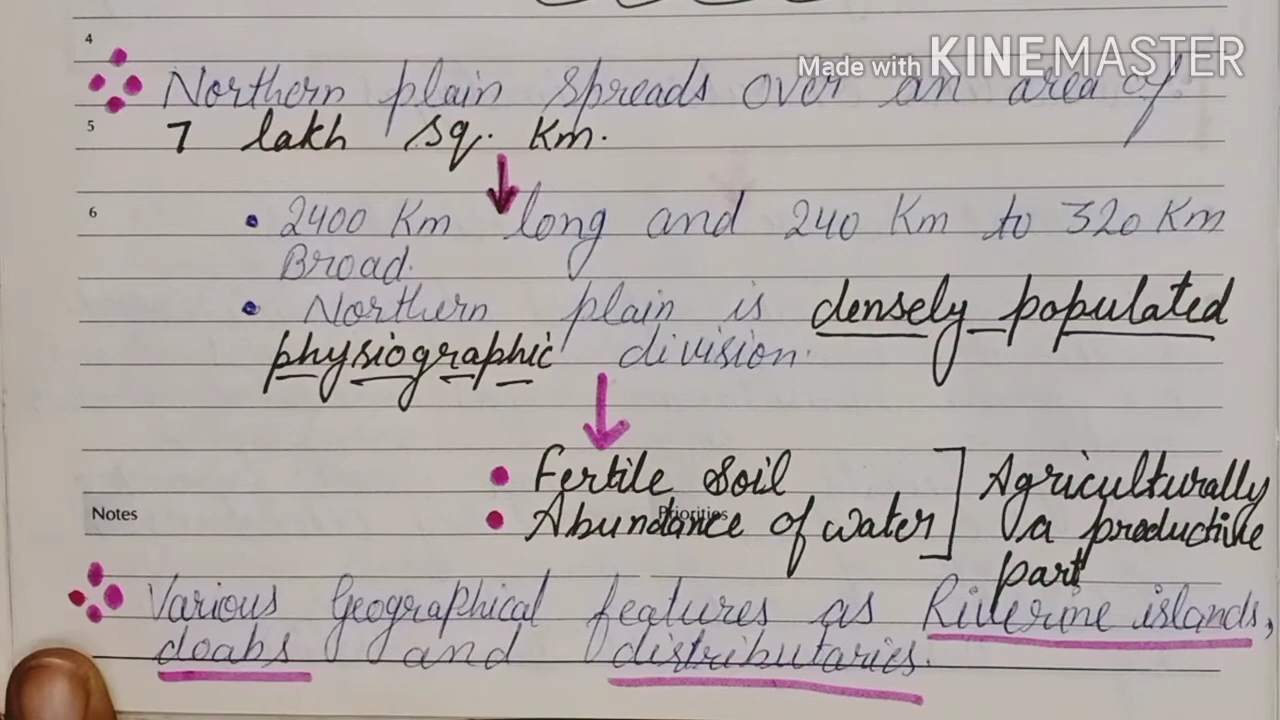 Made with KINEMASTER
4
Northern plain spreads over an area of
5
7 lakh sq. Km.
6
• 2400 Km long and 240 Km to 320 Km
Broad.
• Northern plain is densely populated
physiographic division.
• Fertile Soil
Notes
Priorities
• Abundance of water
Agriculturally
a productive
part
Various Geographical features as Riverine islands,
doabs and distributaries.